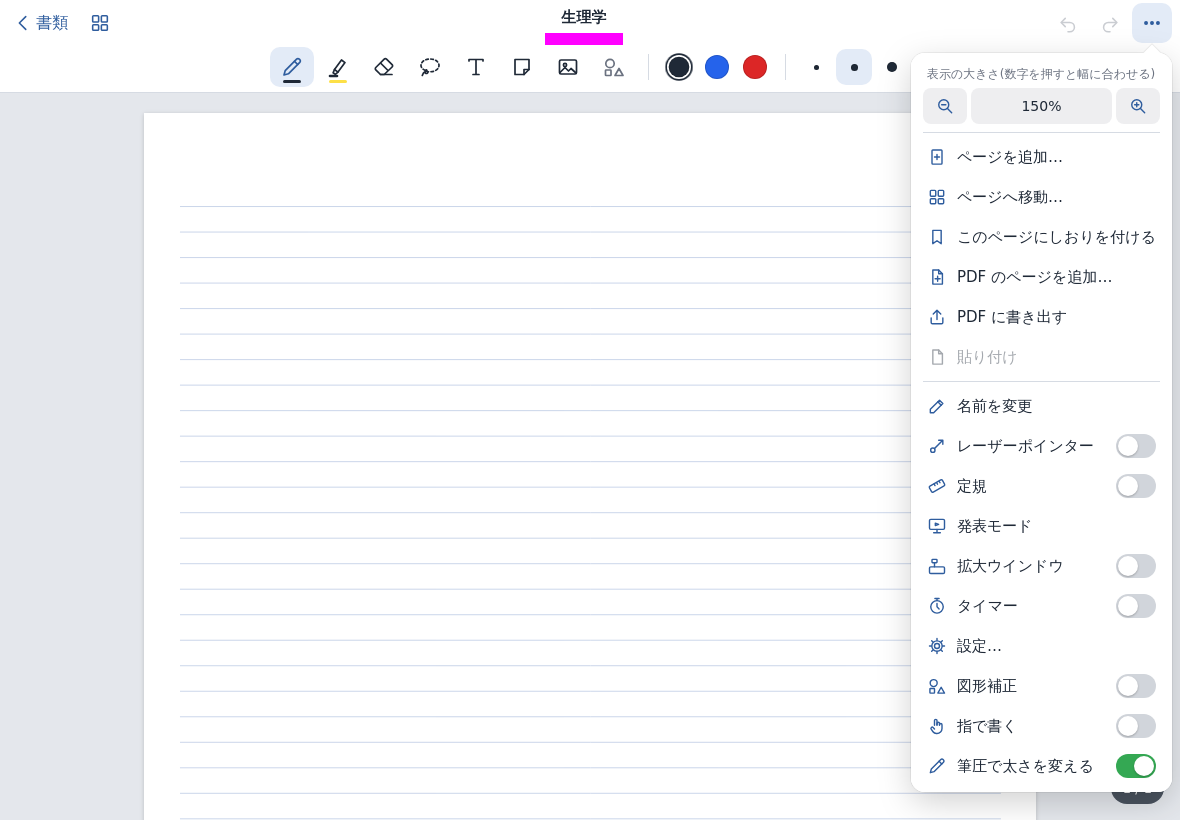 書類
生理学
表示の大きさ(数字を押すと幅に合わせる)
150%
ページを追加…
ページへ移動…
このページにしおりを付ける
PDF のページを追加…
PDF に書き出す
貼り付け
名前を変更
レーザーポインター
定規
発表モード
拡大ウインドウ
タイマー
設定…
図形補正
指で書く
筆圧で太さを変える